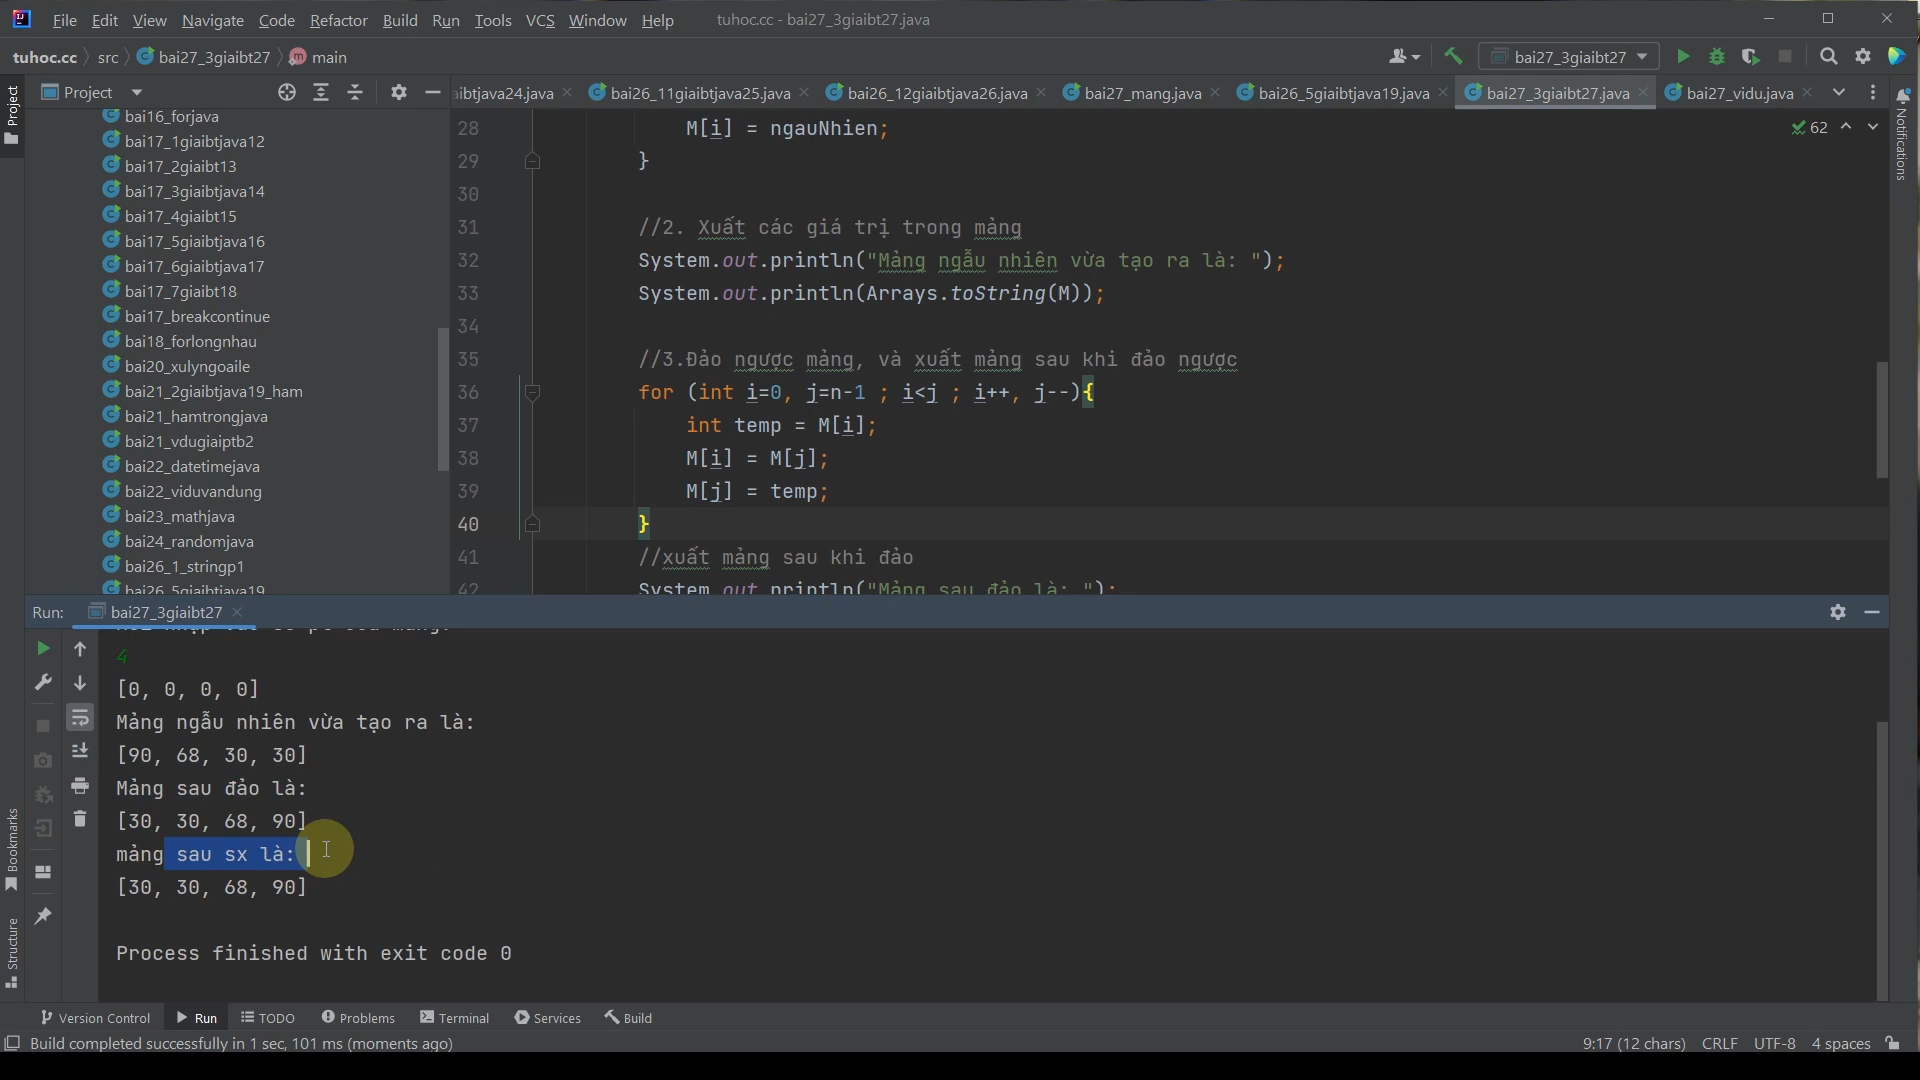 File Edit View Navigate Code Refactor Build Run Tools VCS Window Help tuhoc.cc - bai27_3giaibt27.java
tuhoc.cc src bai27_3giaibt27 main bai27_3giaibt27
Project
Project
ibtjava24.java bai26_11giaibtjava25.java bai26_12giaibtjava26.java bai27_mang.java bai26_5giaibtjava19.java bai27_3giaibt27.java bai27_vidu.java
Notifications
bai16_forjava
bai17_1giaibtjava12
bai17_2giaibt13
bai17_3giaibtjava14
bai17_4giaibt15
bai17_5giaibtjava16
bai17_6giaibtjava17
bai17_7giaibt18
bai17_breakcontinue
bai18_forlongnhau
bai20_xulyngoaile
bai21_2giaibtjava19_ham
bai21_hamtrongjava
bai21_vdugiaiptb2
bai22_datetimejava
bai22_viduvandung
bai23_mathjava
bai24_randomjava
bai26_1_stringp1
bai26_5giaibtjava19
62
28 M[i] = ngauNhien;
29 }
30
31 //2. Xuất các giá trị trong mảng
32 System.out.println("Mảng ngẫu nhiên vừa tạo ra là: ");
33 System.out.println(Arrays.toString(M));
34
35 //3.Đảo ngược mảng, và xuất mảng sau khi đảo ngược
36 for (int i=0, j=n-1 ; i<j ; i++, j--){
37 int temp = M[i];
38 M[i] = M[j];
39 M[j] = temp;
40 }
41 //xuất mảng sau khi đảo
42 System.out.println("Mảng sau đảo là: ");
Run: bai27_3giaibt27
4
[0, 0, 0, 0]
Mảng ngẫu nhiên vừa tạo ra là:
[90, 68, 30, 30]
Mảng sau đảo là:
[30, 30, 68, 90]
mảng sau sx là:
[30, 30, 68, 90]
Process finished with exit code 0
Bookmarks
Structure
Version Control Run TODO Problems Terminal Services Build
Build completed successfully in 1 sec, 101 ms (moments ago) 9:17 (12 chars) CRLF UTF-8 4 spaces